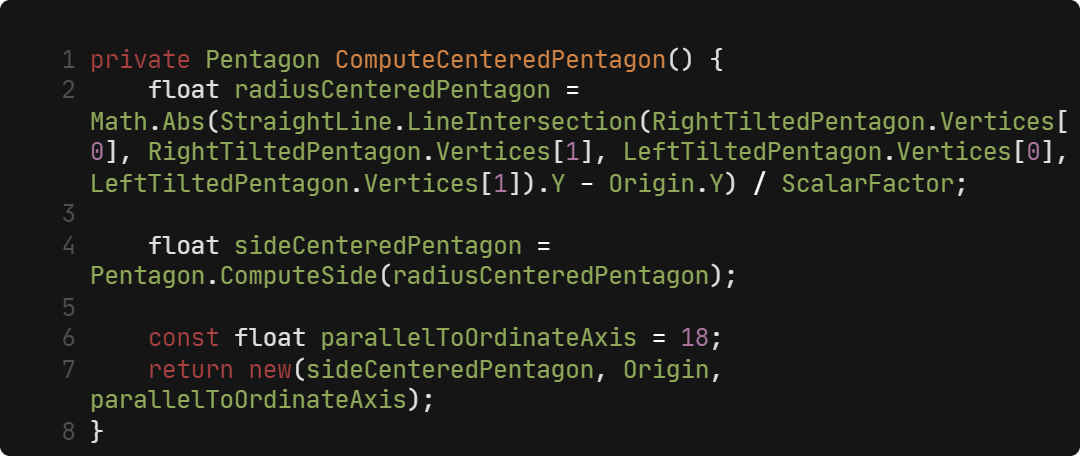 1 private Pentagon ComputeCenteredPentagon() {
2     float radiusCenteredPentagon =
Math.Abs(StraightLine.LineIntersection(RightTiltedPentagon.Vertices[
0], RightTiltedPentagon.Vertices[1], LeftTiltedPentagon.Vertices[0],
LeftTiltedPentagon.Vertices[1]).Y - Origin.Y) / ScalarFactor;
3
4     float sideCenteredPentagon =
Pentagon.ComputeSide(radiusCenteredPentagon);
5
6     const float parallelToOrdinateAxis = 18;
7     return new(sideCenteredPentagon, Origin,
parallelToOrdinateAxis);
8 }